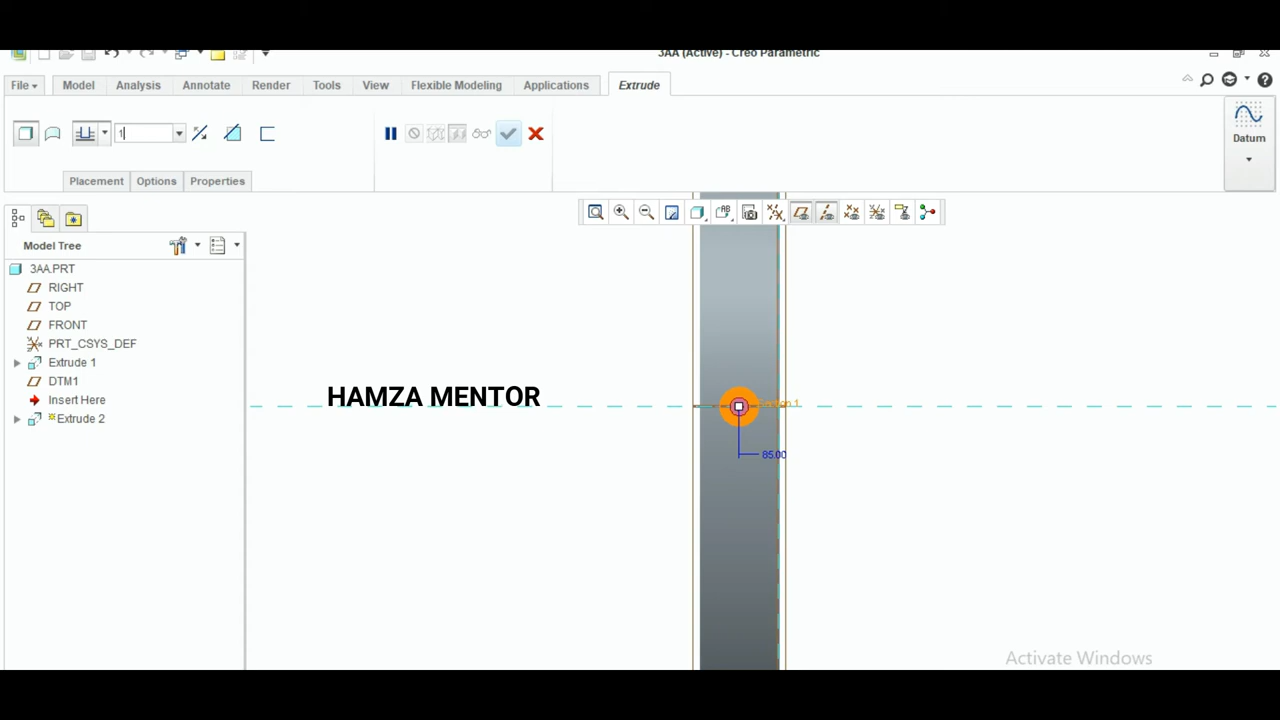 3AA (Active) - Creo Parametric
File Model Analysis Annotate Render Tools View Flexible Modeling Applications Extrude
1
Datum
Placement Options Properties
Model Tree
3AA.PRT
RIGHT
TOP
FRONT
PRT_CSYS_DEF
Extrude 1
DTM1
Insert Here
Extrude 2
HAMZA MENTOR
85.00
Activate Windows